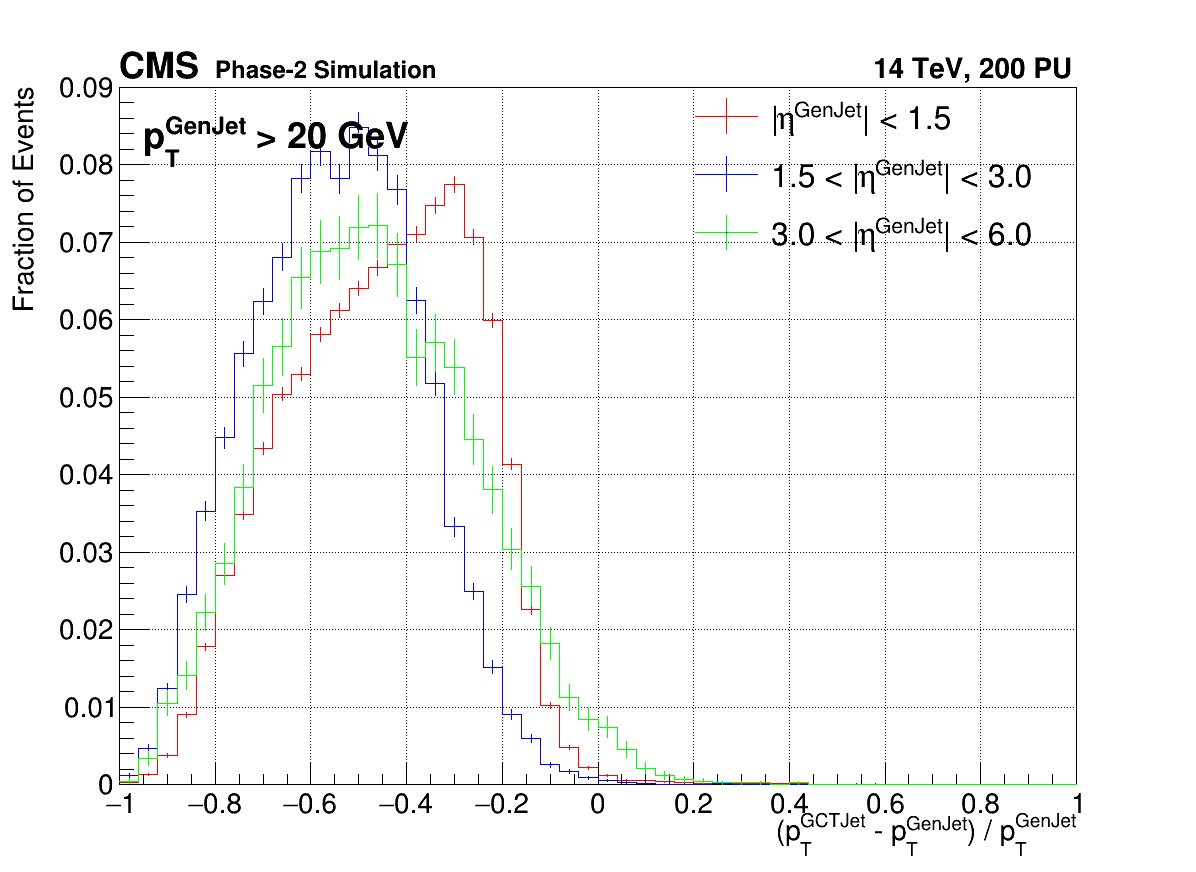 CMS Phase-2 Simulation 14 TeV, 200 PU
Fraction of Events
p_T^GenJet > 20 GeV
|η^GenJet| < 1.5
1.5 < |η^GenJet| < 3.0
3.0 < |η^GenJet| < 6.0
0.09
0.08
0.07
0.06
0.05
0.04
0.03
0.02
0.01
0
−1 −0.8 −0.6 −0.4 −0.2 0 0.2 0.4 0.6 0.8 1
(p_T^GCTJet - p_T^GenJet) / p_T^GenJet